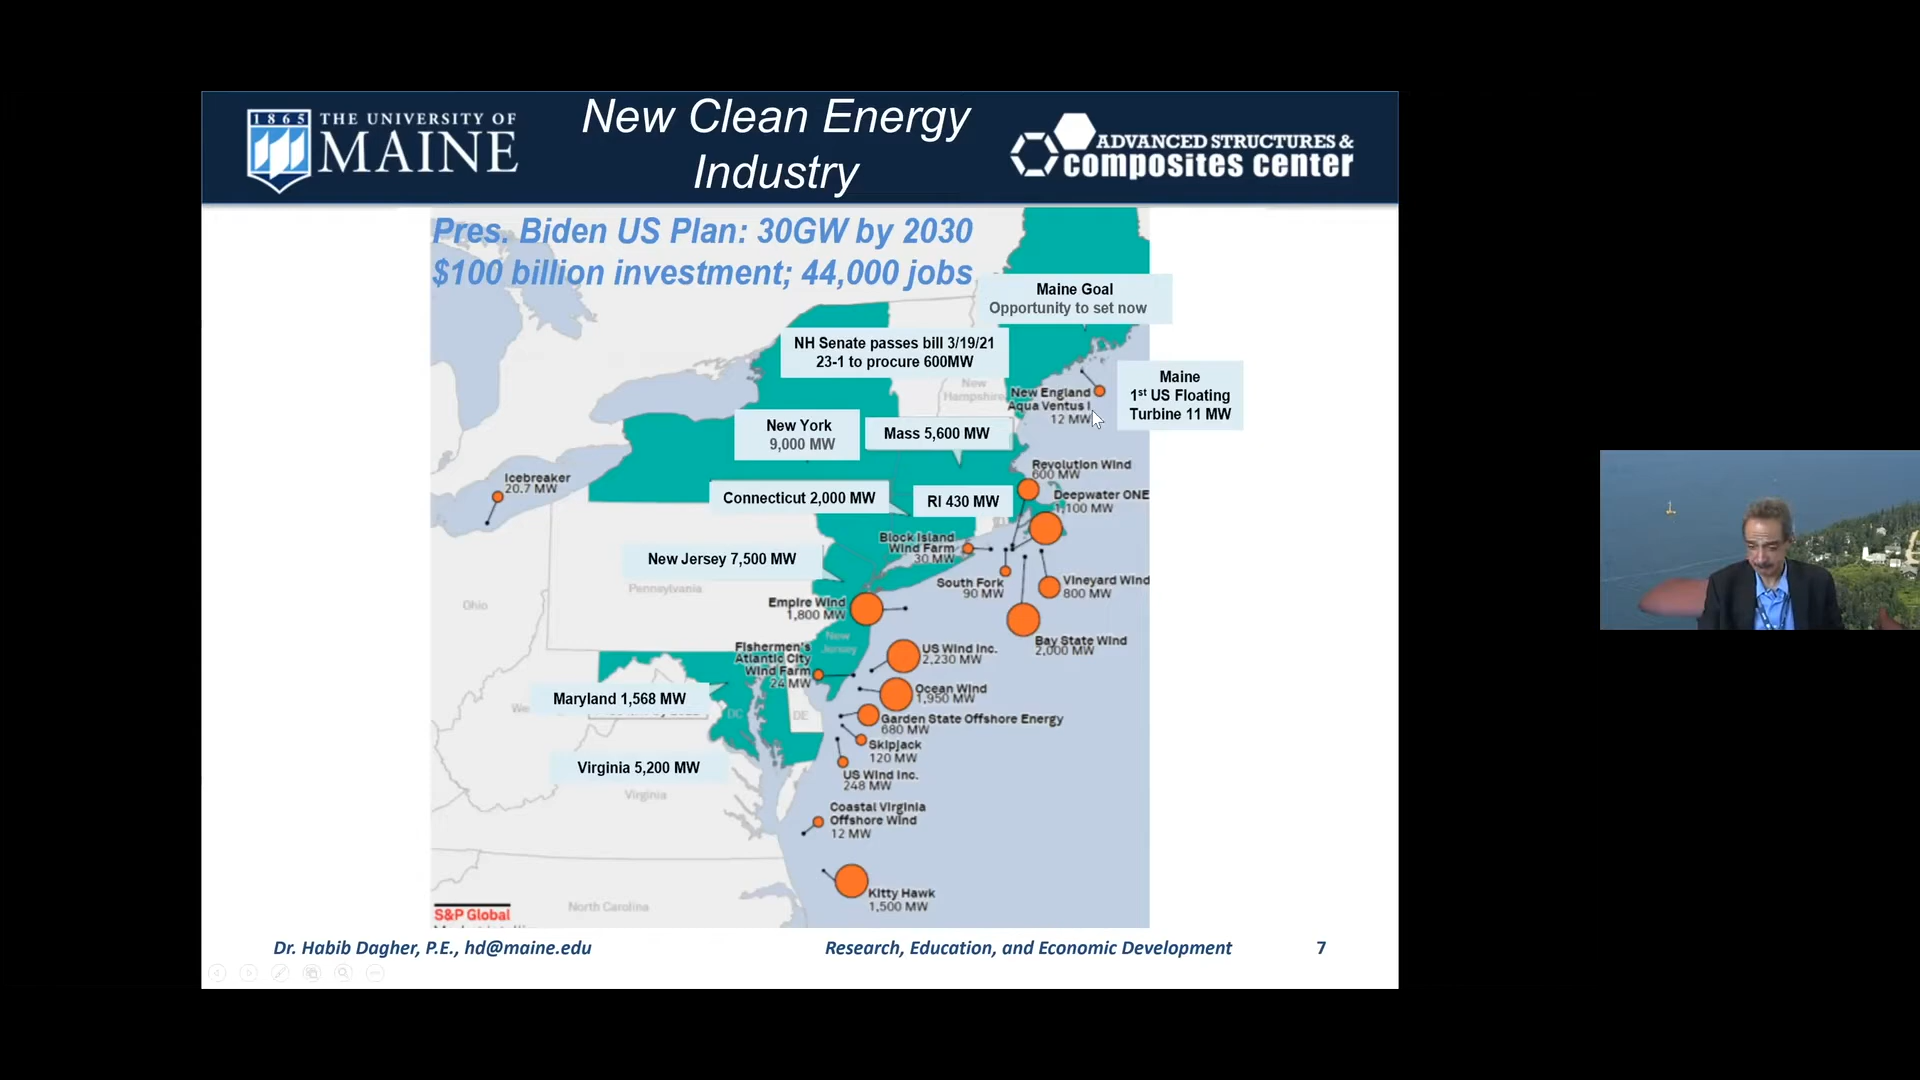 1865
THE UNIVERSITY OF
MAINE
New Clean Energy
Industry
ADVANCED STRUCTURES &
composites center
Pres. Biden US Plan: 30GW by 2030
$100 billion investment; 44,000 jobs
Maine Goal
Opportunity to set now
NH Senate passes bill 3/19/21
23-1 to procure 600MW
New
Hampshire
New England
Aqua Ventus I
12 MW
Maine
1st US Floating
Turbine 11 MW
New York
9,000 MW
Mass 5,600 MW
Revolution Wind
600 MW
Icebreaker
20.7 MW
Connecticut 2,000 MW
RI 430 MW
Deepwater ONE
1,100 MW
Block Island
Wind Farm
30 MW
New Jersey 7,500 MW
South Fork
90 MW
Vineyard Wind
800 MW
Pennsylvania
Ohio
Empire Wind
1,800 MW
New
Jersey
Bay State Wind
2,000 MW
Fishermen's
Atlantic City
Wind Farm
24 MW
US Wind Inc.
2,230 MW
Ocean Wind
1,950 MW
Maryland 1,568 MW
We
DC
DE
Garden State Offshore Energy
680 MW
Skipjack
120 MW
Virginia 5,200 MW
US Wind Inc.
248 MW
Virginia
Coastal Virginia
Offshore Wind
12 MW
Kitty Hawk
1,500 MW
North Carolina
S&P Global
Dr. Habib Dagher, P.E., hd@maine.edu
Research, Education, and Economic Development
7